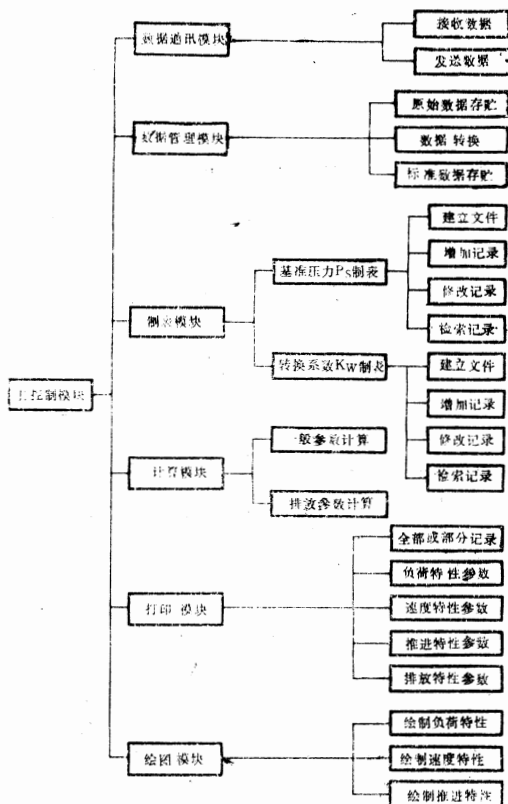 数据通讯模块
接收数据
发送数据
数据管理模块
原始数据存贮
数据转换
标准数据存贮
制表模块
基准压力Ps制表
建立文件
增加记录
修改记录
检索记录
转换系数Kw制表
建立文件
增加记录
修改记录
检索记录
主控制模块
计算模块
一般参数计算
排放参数计算
打印模块
全部或部分记录
负荷特性参数
速度特性参数
推进特性参数
排放特性参数
绘图模块
绘制负荷特性
绘制速度特性
绘制推进特性